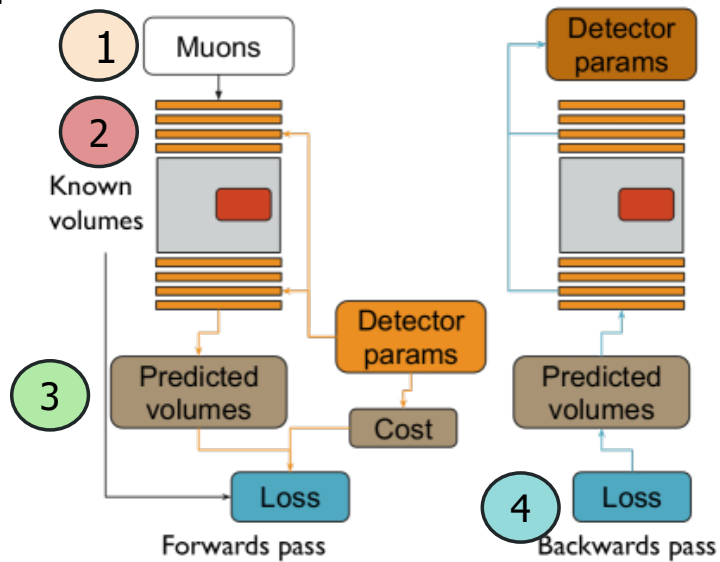 1
Muons
2
Known
volumes
Detector
params
3
Predicted
volumes
Cost
Loss
Forwards pass
Detector
params
Predicted
volumes
4
Loss
Backwards pass